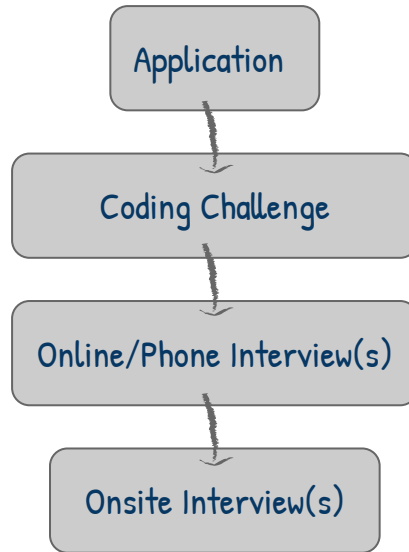 Application
Coding Challenge
Online/Phone Interview(s)
Onsite Interview(s)